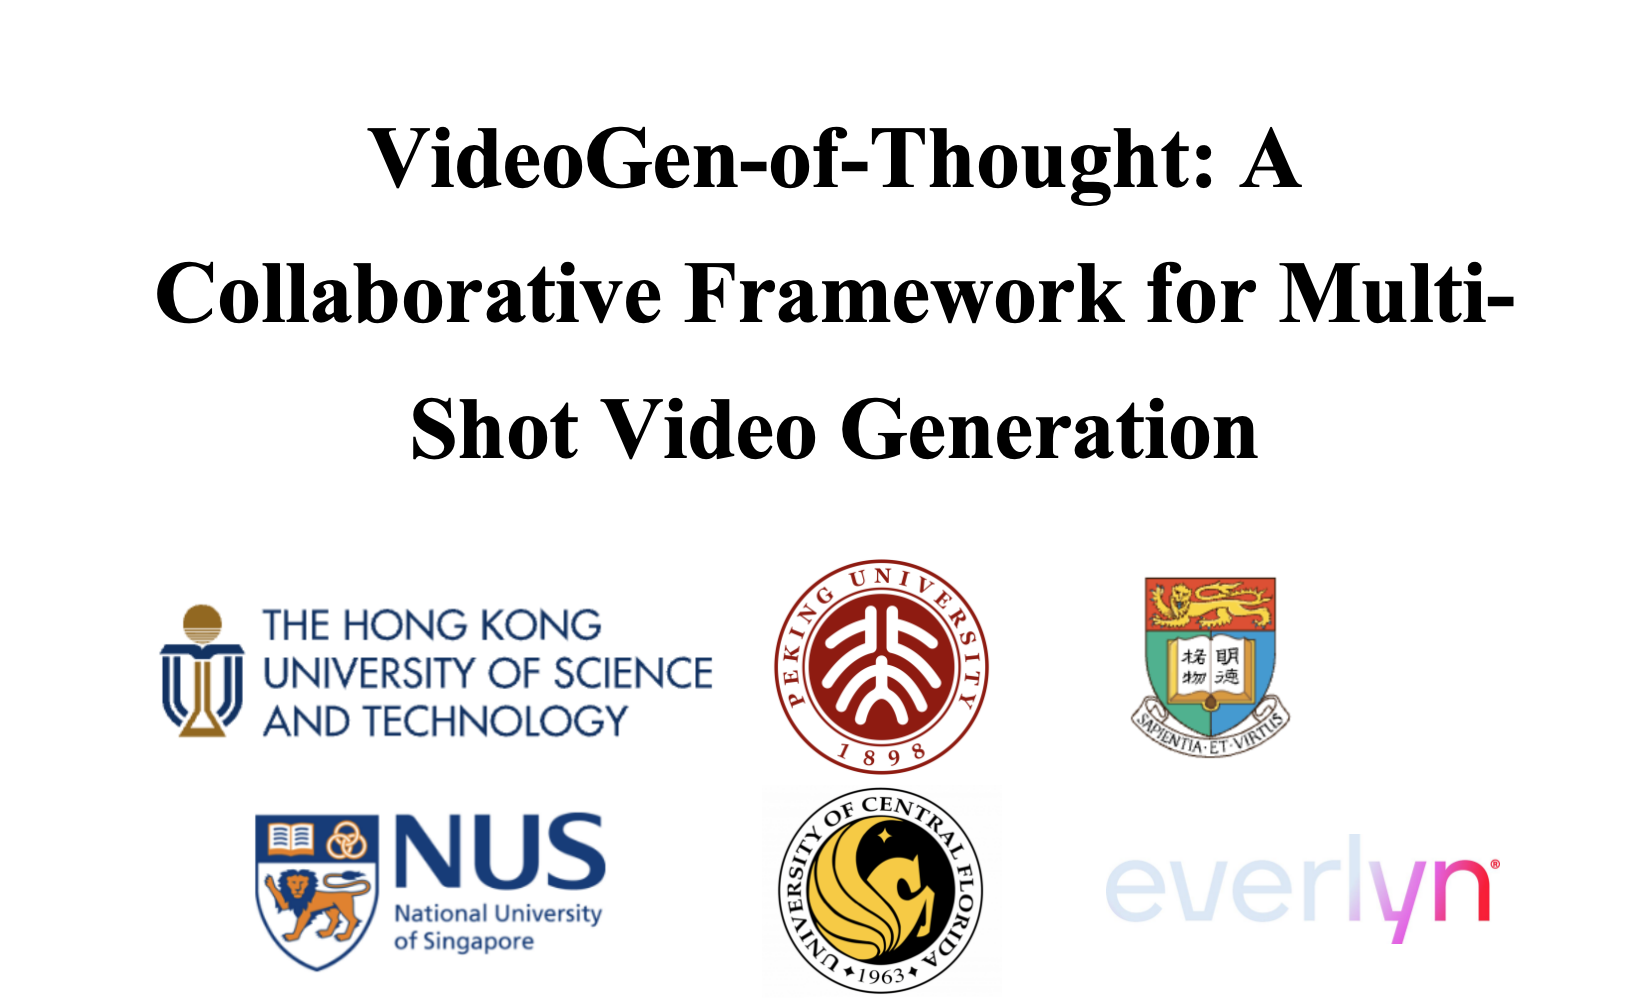 VideoGen-of-Thought: A
Collaborative Framework for Multi-
Shot Video Generation
THE HONG KONG
UNIVERSITY OF SCIENCE
AND TECHNOLOGY
PEKING UNIVERSITY
1898
明德
格物
SAPIENTIA·ET·VIRTUS
NUS
National University
of Singapore
UNIVERSITY OF CENTRAL FLORIDA
1963
everlyn®